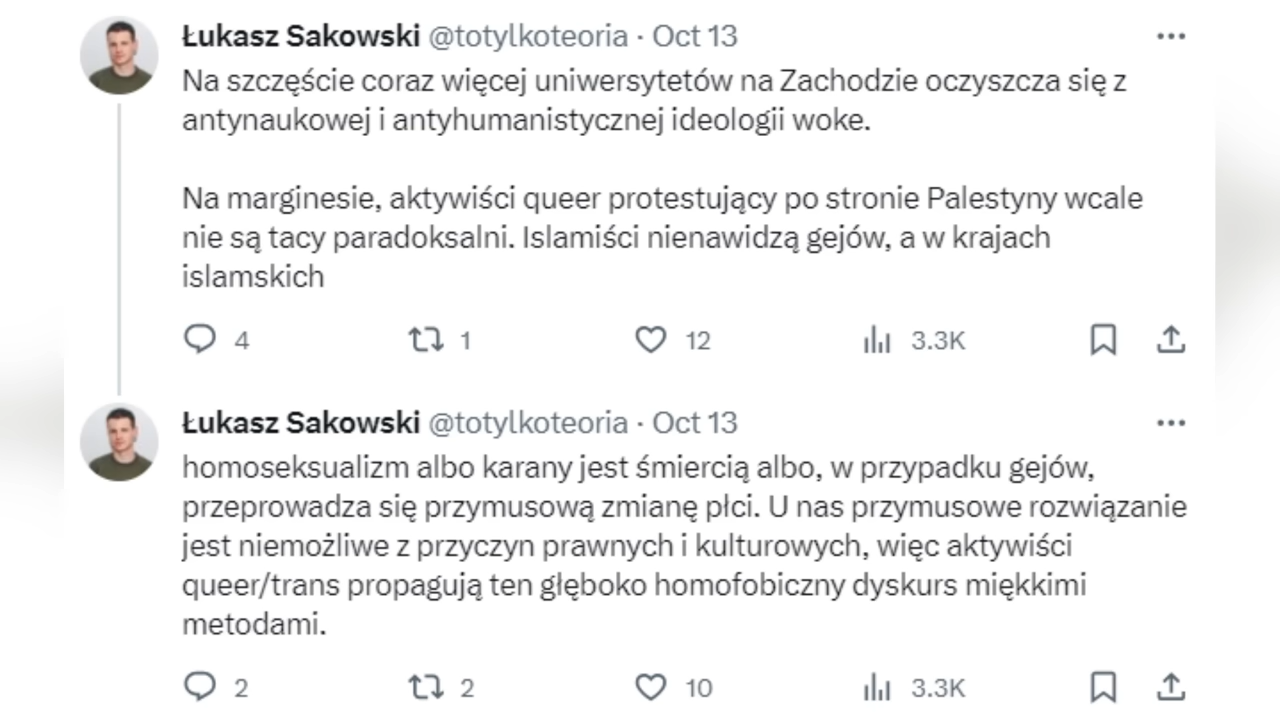 Łukasz Sakowski @totylkoteoria · Oct 13
Na szczęście coraz więcej uniwersytetów na Zachodzie oczyszcza się z
antynaukowej i antyhumanistycznej ideologii woke.
Na marginesie, aktywiści queer protestujący po stronie Palestyny wcale
nie są tacy paradoksalni. Islamiści nienawidzą gejów, a w krajach
islamskich
4 1 12 3.3K
Łukasz Sakowski @totylkoteoria · Oct 13
homoseksualizm albo karany jest śmiercią albo, w przypadku gejów,
przeprowadza się przymusową zmianę płci. U nas przymusowe rozwiązanie
jest niemożliwe z przyczyn prawnych i kulturowych, więc aktywiści
queer/trans propagują ten głęboko homofobiczny dyskurs miękkimi
metodami.
2 2 10 3.3K